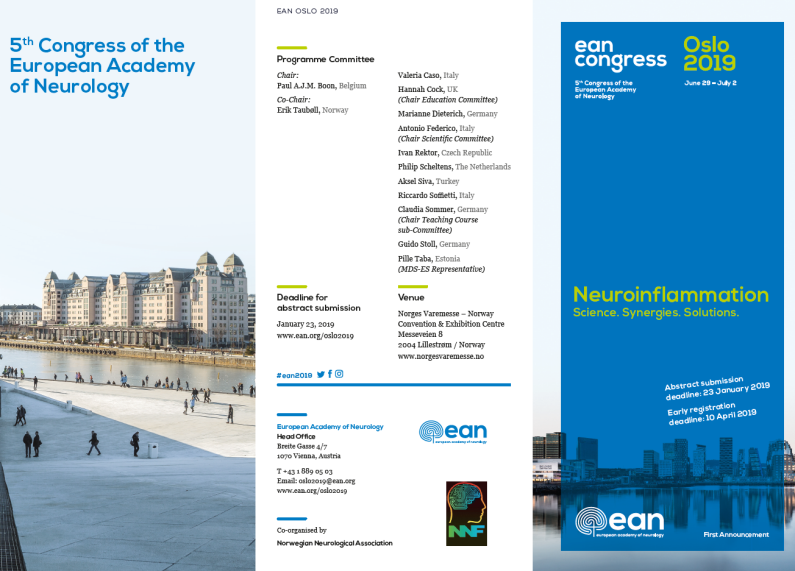 5th Congress of the
European Academy
of Neurology
EAN OSLO 2019
Programme Committee
Chair:
Paul A.J.M. Boon, Belgium
Co-Chair:
Erik Taubøll, Norway
Valeria Caso, Italy
Hannah Cock, UK
(Chair Education Committee)
Marianne Dieterich, Germany
Antonio Federico, Italy
(Chair Scientific Committee)
Ivan Rektor, Czech Republic
Philip Scheltens, The Netherlands
Aksel Siva, Turkey
Riccardo Soffietti, Italy
Claudia Sommer, Germany
(Chair Teaching Course
sub-Committee)
Guido Stoll, Germany
Pille Taba, Estonia
(MDS-ES Representative)
Deadline for
abstract submission
January 23, 2019
www.ean.org/oslo2019
Venue
Norges Varemesse – Norway
Convention & Exhibition Centre
Messeveien 8
2004 Lillestrøm / Norway
www.norgesvaremesse.no
#ean2019
European Academy of Neurology
Head Office
Breite Gasse 4/7
1070 Vienna, Austria
T +43 1 889 05 03
Email: oslo2019@ean.org
www.ean.org/oslo2019
Co-organised by
Norwegian Neurological Association
ean
european academy of neurology
NNF
ean
congress
Oslo
2019
5th Congress of the
European Academy
of Neurology
June 29 – July 2
Neuroinflammation
Science. Synergies. Solutions.
Abstract submission
deadline: 23 January 2019
Early registration
deadline: 10 April 2019
ean
european academy of neurology
First Announcement